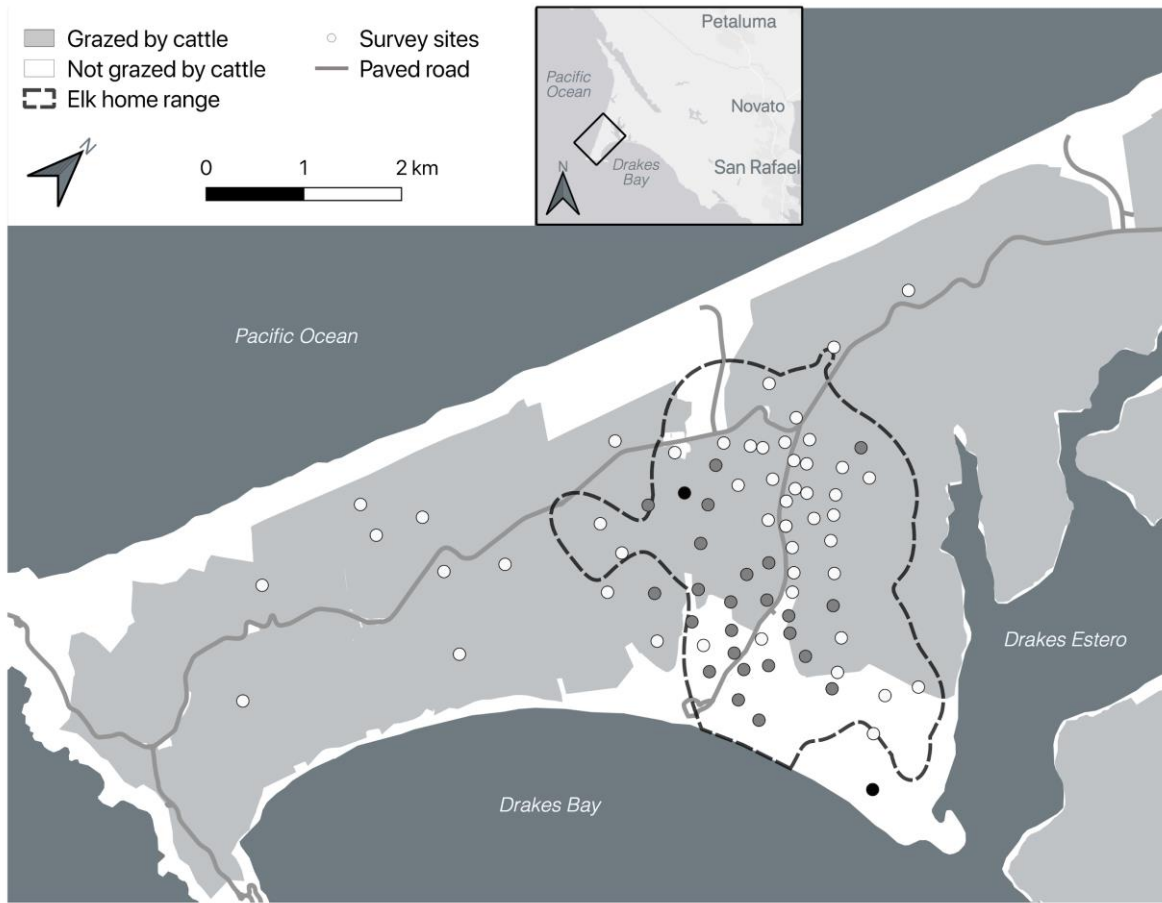 Grazed by cattle
Not grazed by cattle
Elk home range
Survey sites
Paved road
N
0 1 2 km
Petaluma
Pacific
Ocean
Novato
San Rafael
Drakes
Bay
N
Pacific Ocean
Drakes Estero
Drakes Bay